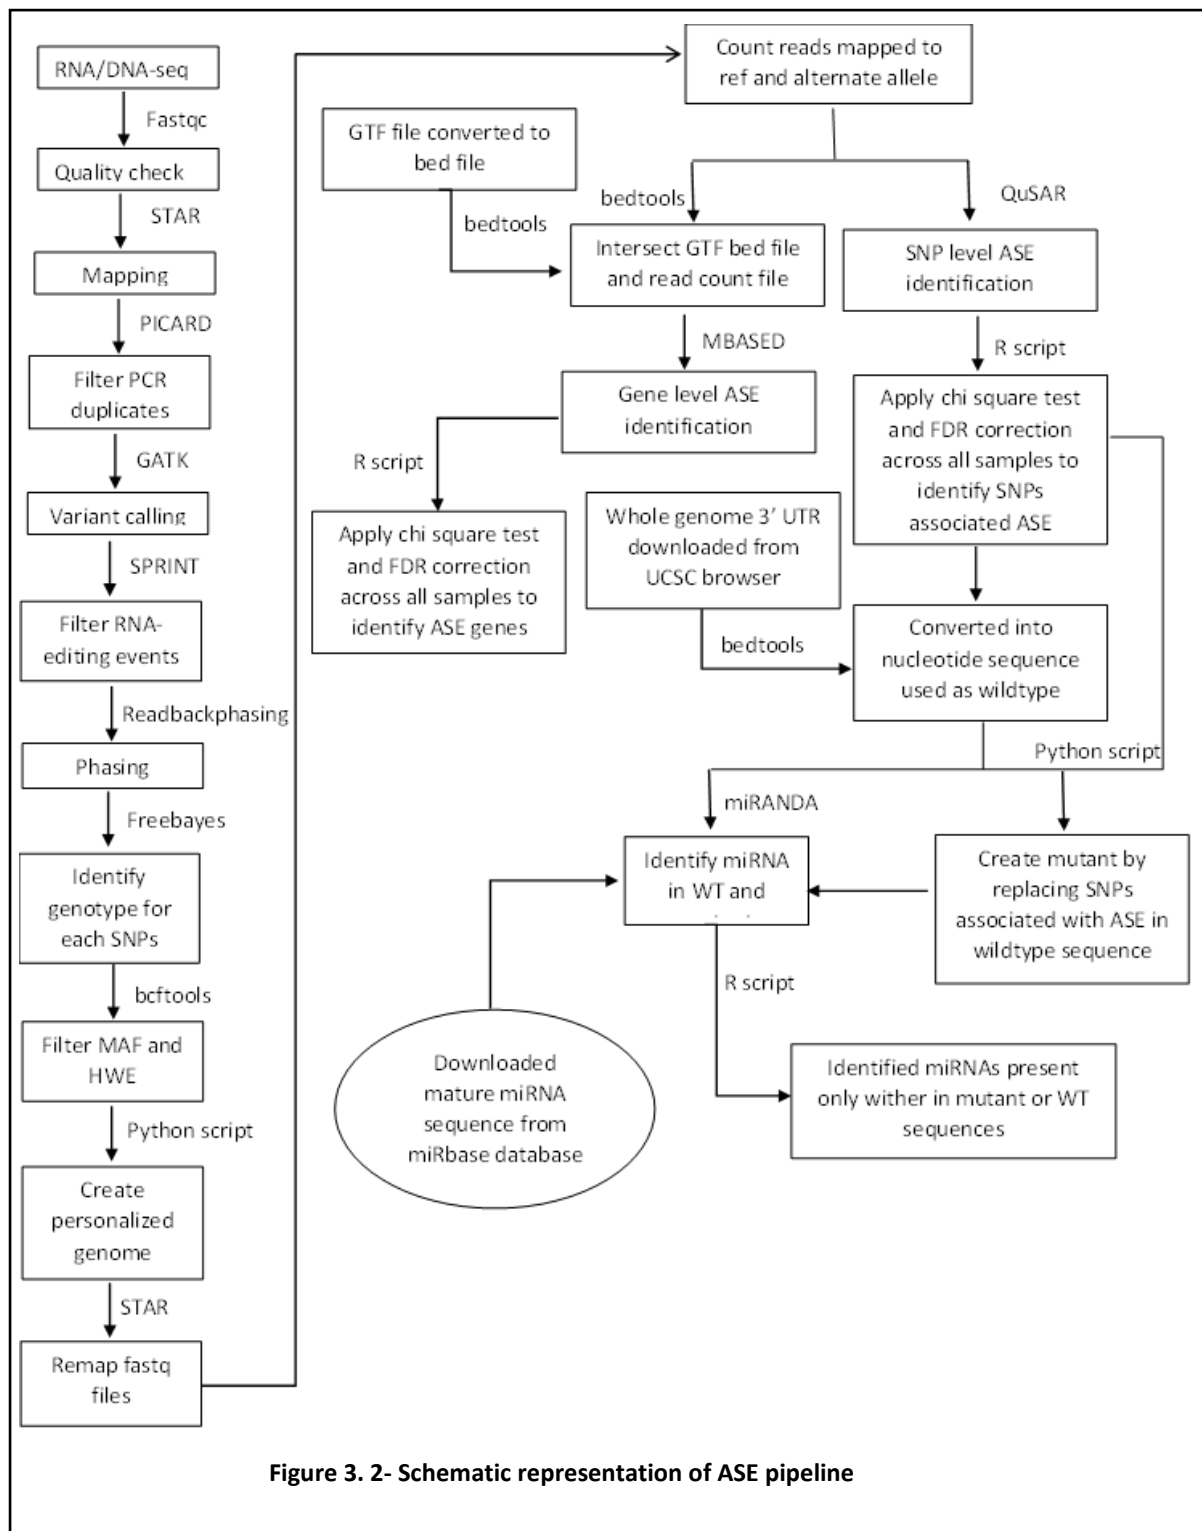 RNA/DNA-seq
Fastqc
Quality check
STAR
Mapping
PICARD
Filter PCR
duplicates
GATK
Variant calling
SPRINT
Filter RNA-
editing events
Readbackphasing
Phasing
Freebayes
Identify
genotype for
each SNPs
bcftools
Filter MAF and
HWE
Python script
Create
personalized
genome
STAR
Remap fastq
files
Count reads mapped to
ref and alternate allele
GTF file converted to
bed file
bedtools
bedtools
QuSAR
Intersect GTF bed file
and read count file
SNP level ASE
identification
MBASED
R script
Gene level ASE
identification
R script
Apply chi square test
and FDR correction
across all samples to
identify ASE genes
Apply chi square test
and FDR correction
across all samples to
identify SNPs
associated ASE
Whole genome 3’ UTR
downloaded from
UCSC browser
bedtools
Converted into
nucleotide sequence
used as wildtype
Python script
miRANDA
Identify miRNA
in WT and
Create mutant by
replacing SNPs
associated with ASE in
wildtype sequence
R script
Downloaded
mature miRNA
sequence from
miRbase database
Identified miRNAs present
only wither in mutant or WT
sequences
Figure 3. 2- Schematic representation of ASE pipeline